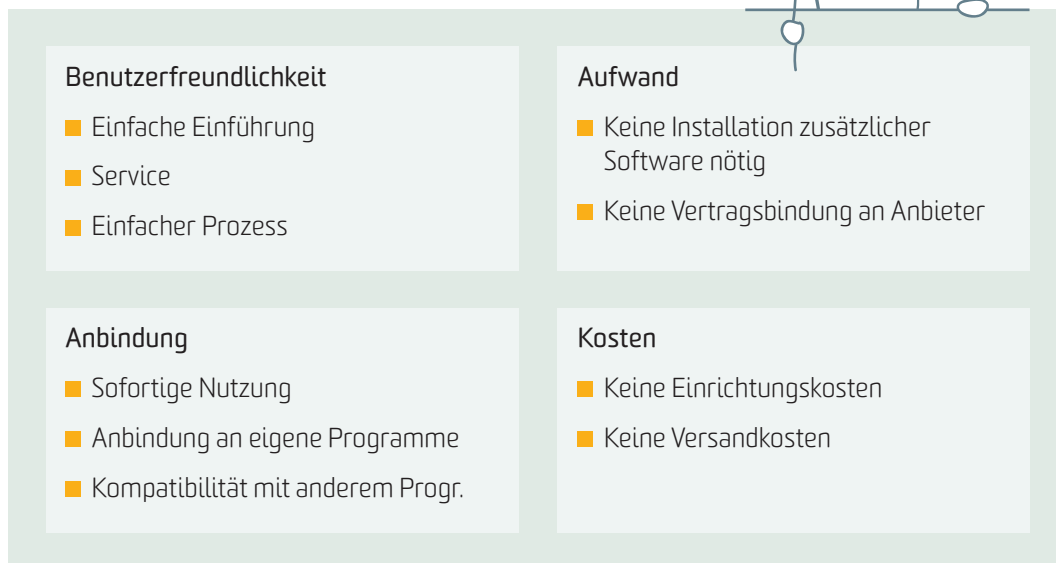 Benutzerfreundlichkeit
Einfache Einführung
Service
Einfacher Prozess
Aufwand
Keine Installation zusätzlicher
Software nötig
Keine Vertragsbindung an Anbieter
Anbindung
Sofortige Nutzung
Anbindung an eigene Programme
Kompatibilität mit anderem Progr.
Kosten
Keine Einrichtungskosten
Keine Versandkosten